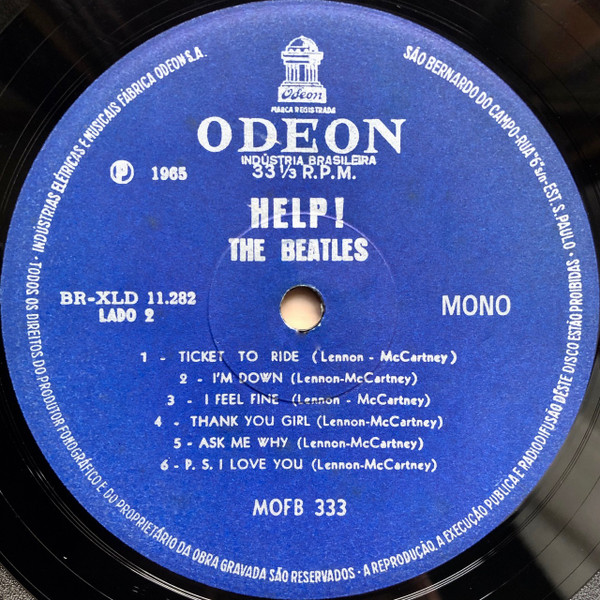 Odeon
MARCA REGISTRADA
ODEON
INDÚSTRIA BRASILEIRA
33 1/3 R.P.M.
Ⓟ 1965
HELP!
THE BEATLES
BR-XLD 11.282
LADO 2
MONO
1 - TICKET TO RIDE (Lennon - McCartney)
2 - I'M DOWN (Lennon-McCartney)
3 - I FEEL FINE (Lennon - McCartney)
4 - THANK YOU GIRL (Lennon-McCartney)
5 - ASK ME WHY (Lennon-McCartney)
6 - P. S. I LOVE YOU (Lennon-McCartney)
MOFB 333
INDÚSTRIAS ELÉTRICAS E MUSICAIS FÁBRICA ODEON S.A.
SÃO BERNARDO DO CAMPO-RUA "6" s/n-EST. S. PAULO
• TODOS OS DIREITOS DO PRODUTOR FONOGRÁFICO E DO PROPRIETÁRIO DA OBRA GRAVADA SÃO RESERVADOS • A REPRODUÇÃO, A EXECUÇÃO PUBLICA E RADIODIFUSÃO DÊSTE DISCO ESTÃO PROIBIDAS •